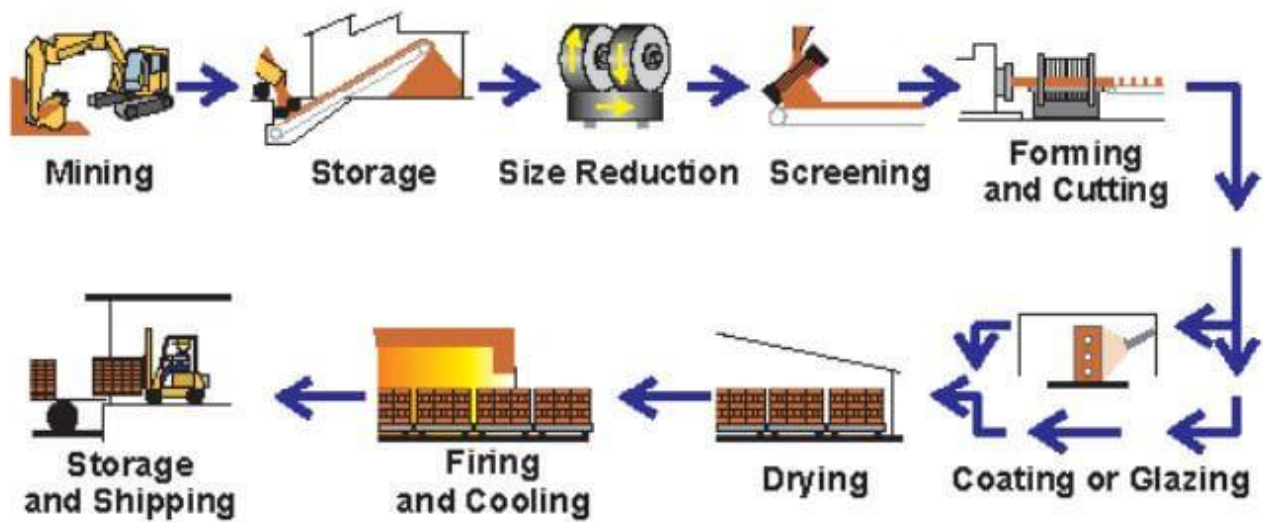 Mining
Storage
Size Reduction
Screening
Forming
and Cutting
Coating or Glazing
Drying
Firing
and Cooling
Storage
and Shipping